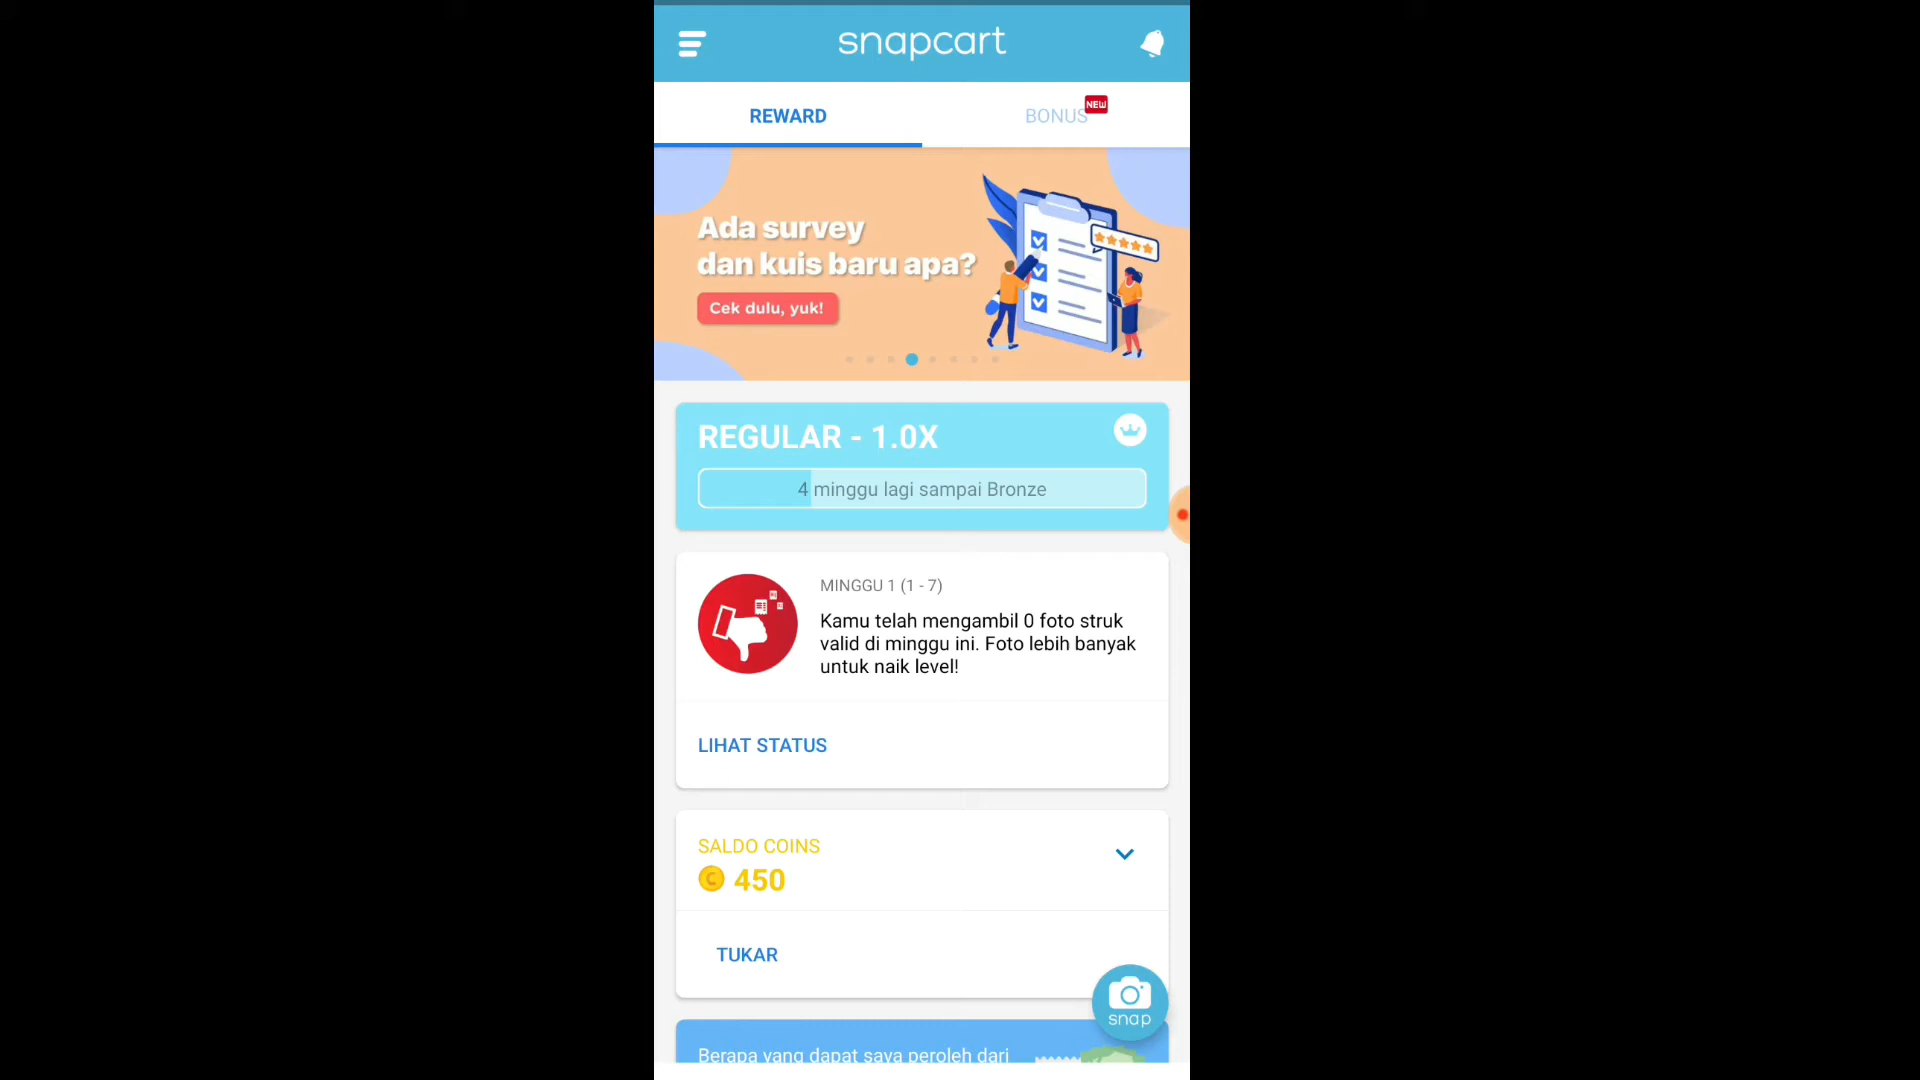 snapcart
REWARD
BONUS
NEW
Ada survey
dan kuis baru apa?
Cek dulu, yuk!
REGULAR - 1.0X
4 minggu lagi sampai Bronze
MINGGU 1 (1 - 7)
Kamu telah mengambil 0 foto struk
valid di minggu ini. Foto lebih banyak
untuk naik level!
LIHAT STATUS
SALDO COINS
450
TUKAR
snap
Berapa yang dapat saya peroleh dari